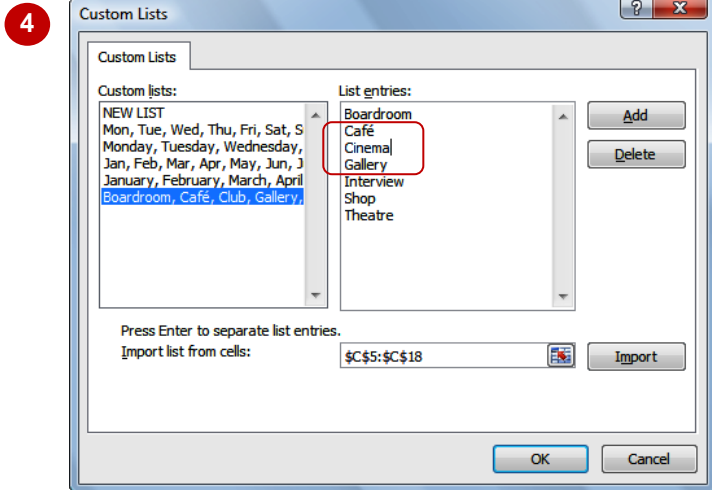 4
Custom Lists
?
X
Custom Lists
Custom lists:
NEW LIST
Mon, Tue, Wed, Thu, Fri, Sat, S
Monday, Tuesday, Wednesday,
Jan, Feb, Mar, Apr, May, Jun, J
January, February, March, April
Boardroom, Café, Club, Gallery,
List entries:
Boardroom
Café
Cinema
Gallery
Interview
Shop
Theatre
Add
Delete
Press Enter to separate list entries.
Import list from cells:
$C$5:$C$18
Import
OK
Cancel